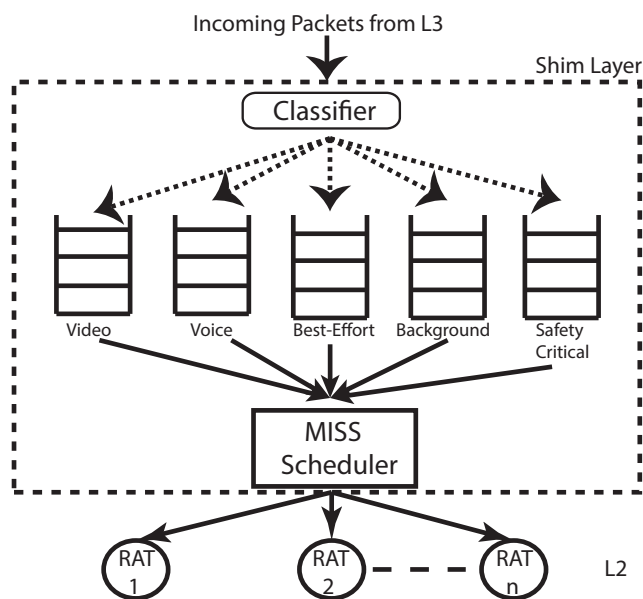 Incoming Packets from L3
Shim Layer
Classifier
Video
Voice
Best-Effort
Background
Safety
Critical
MISS
Scheduler
RAT
1
RAT
2
RAT
n
L2